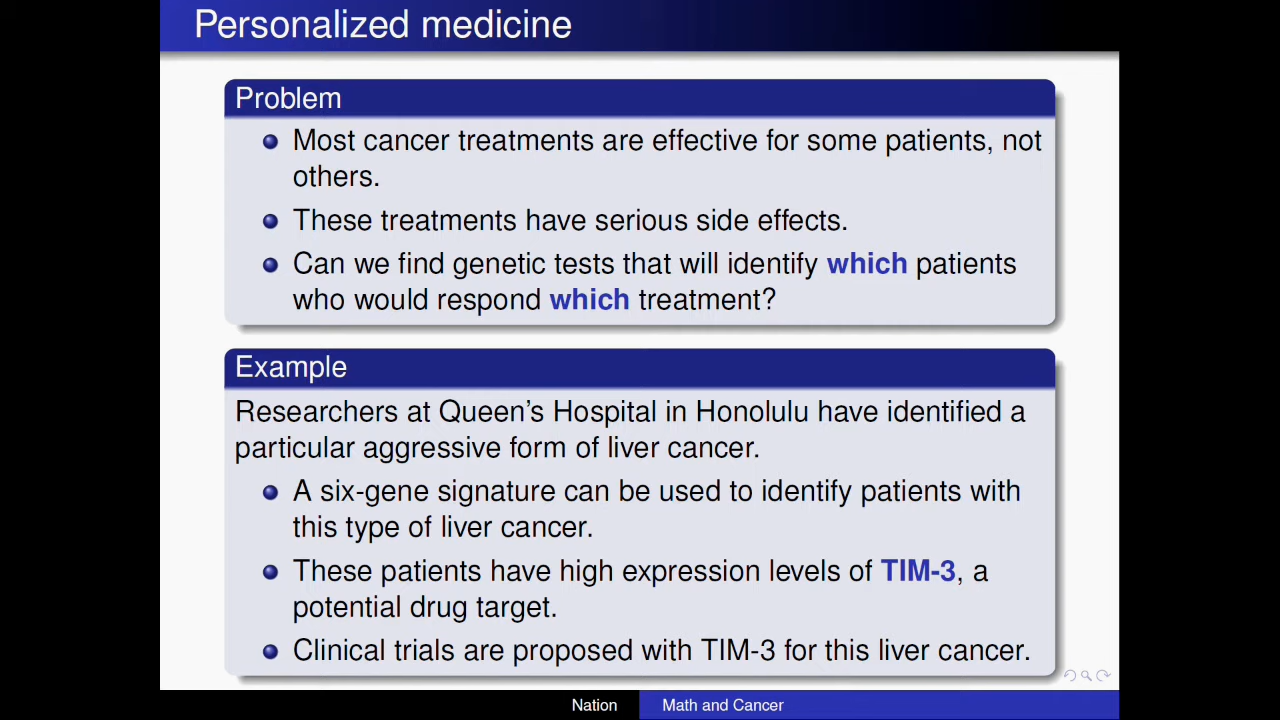 Personalized medicine
Problem
Most cancer treatments are effective for some patients, not
others.
These treatments have serious side effects.
Can we find genetic tests that will identify which patients
who would respond which treatment?
Example
Researchers at Queen's Hospital in Honolulu have identified a
particular aggressive form of liver cancer.
A six-gene signature can be used to identify patients with
this type of liver cancer.
These patients have high expression levels of TIM-3, a
potential drug target.
Clinical trials are proposed with TIM-3 for this liver cancer.
Nation
Math and Cancer